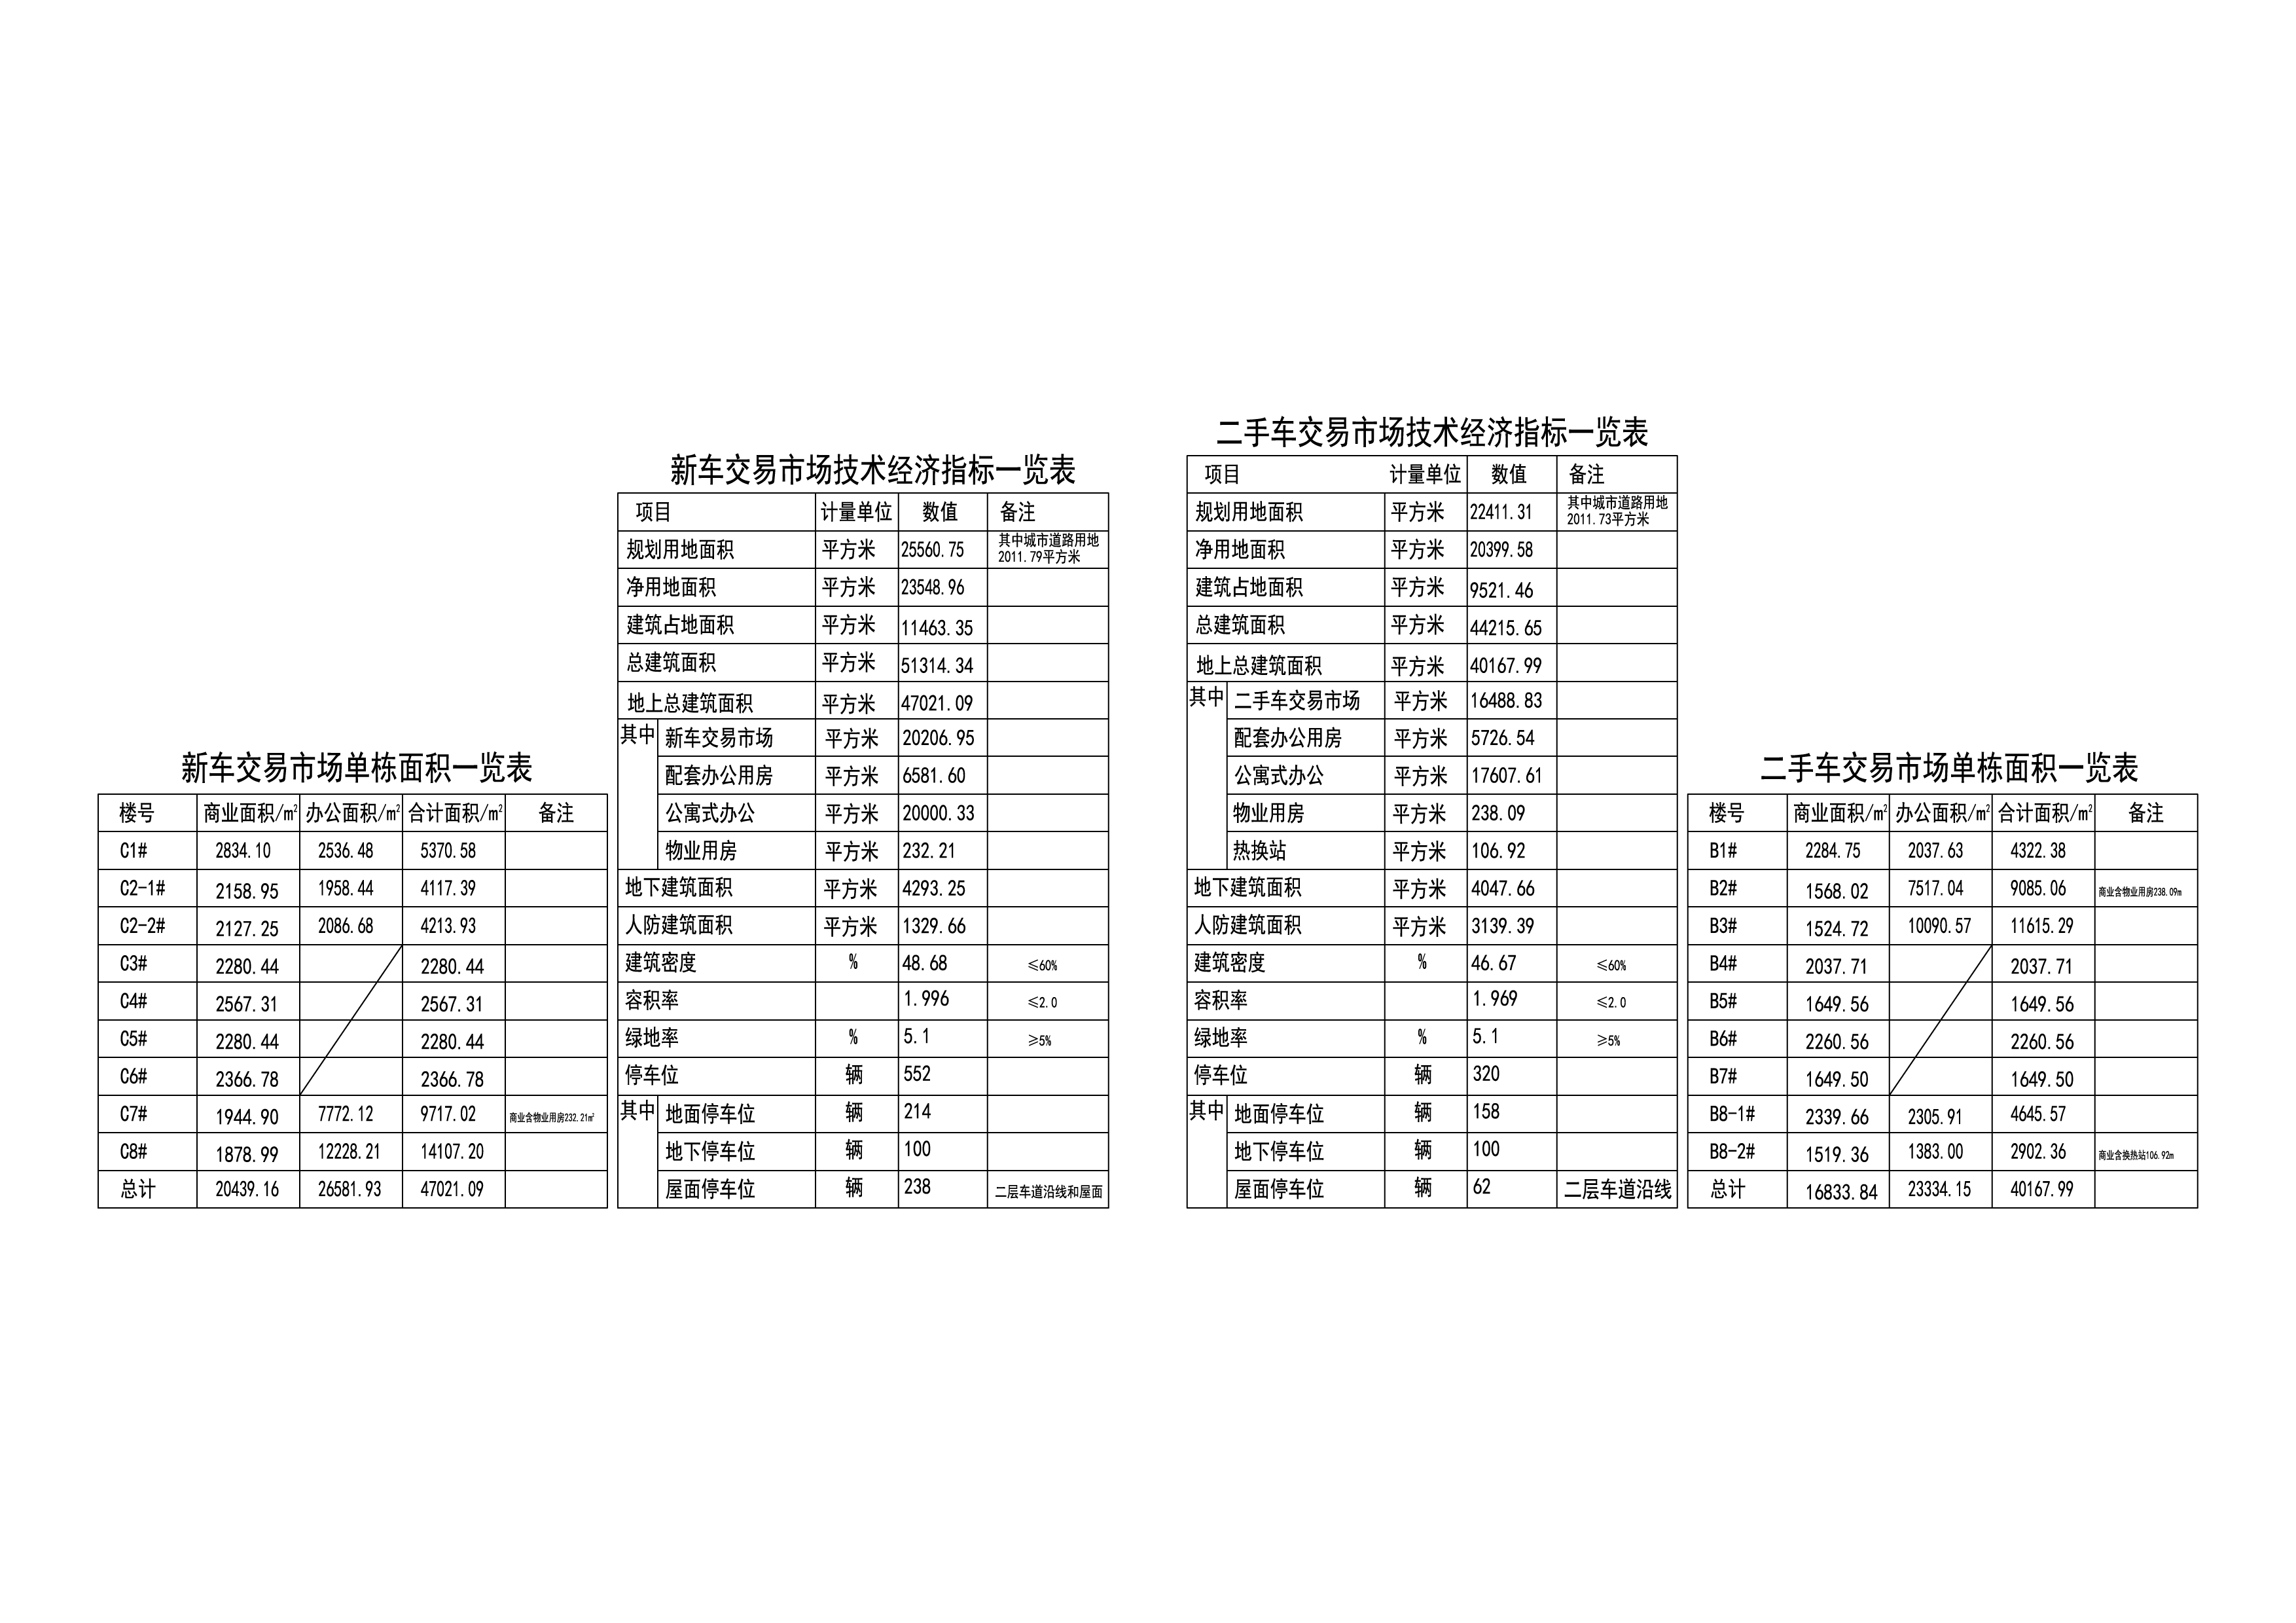 新车交易市场单栋面积一览表
楼号 商业面积/㎡ 办公面积/㎡ 合计面积/㎡ 备注
C1# 2834.10 2536.48 5370.58
C2-1# 2158.95 1958.44 4117.39
C2-2# 2127.25 2086.68 4213.93
C3# 2280.44 2280.44
C4# 2567.31 2567.31
C5# 2280.44 2280.44
C6# 2366.78 2366.78
C7# 1944.90 7772.12 9717.02 商业含物业用房232.21㎡
C8# 1878.99 12228.21 14107.20
总计 20439.16 26581.93 47021.09
新车交易市场技术经济指标一览表
项目 计量单位 数值 备注
规划用地面积 平方米 25560.75 其中城市道路用地
2011.79平方米
净用地面积 平方米 23548.96
建筑占地面积 平方米 11463.35
总建筑面积 平方米 51314.34
地上总建筑面积 平方米 47021.09
其中 新车交易市场 平方米 20206.95
配套办公用房 平方米 6581.60
公寓式办公 平方米 20000.33
物业用房 平方米 232.21
地下建筑面积 平方米 4293.25
人防建筑面积 平方米 1329.66
建筑密度 % 48.68 ≤60%
容积率 1.996 ≤2.0
绿地率 % 5.1 ≥5%
停车位 辆 552
其中 地面停车位 辆 214
地下停车位 辆 100
屋面停车位 辆 238 二层车道沿线和屋面
二手车交易市场技术经济指标一览表
项目 计量单位 数值 备注
规划用地面积 平方米 22411.31 其中城市道路用地
2011.73平方米
净用地面积 平方米 20399.58
建筑占地面积 平方米 9521.46
总建筑面积 平方米 44215.65
地上总建筑面积 平方米 40167.99
其中 二手车交易市场 平方米 16488.83
配套办公用房 平方米 5726.54
公寓式办公 平方米 17607.61
物业用房 平方米 238.09
热换站 平方米 106.92
地下建筑面积 平方米 4047.66
人防建筑面积 平方米 3139.39
建筑密度 % 46.67 ≤60%
容积率 1.969 ≤2.0
绿地率 % 5.1 ≥5%
停车位 辆 320
其中 地面停车位 辆 158
地下停车位 辆 100
屋面停车位 辆 62 二层车道沿线
二手车交易市场单栋面积一览表
楼号 商业面积/㎡ 办公面积/㎡ 合计面积/㎡ 备注
B1# 2284.75 2037.63 4322.38
B2# 1568.02 7517.04 9085.06 商业含物业用房238.09m
B3# 1524.72 10090.57 11615.29
B4# 2037.71 2037.71
B5# 1649.56 1649.56
B6# 2260.56 2260.56
B7# 1649.50 1649.50
B8-1# 2339.66 2305.91 4645.57
B8-2# 1519.36 1383.00 2902.36 商业含换热站106.92m
总计 16833.84 23334.15 40167.99